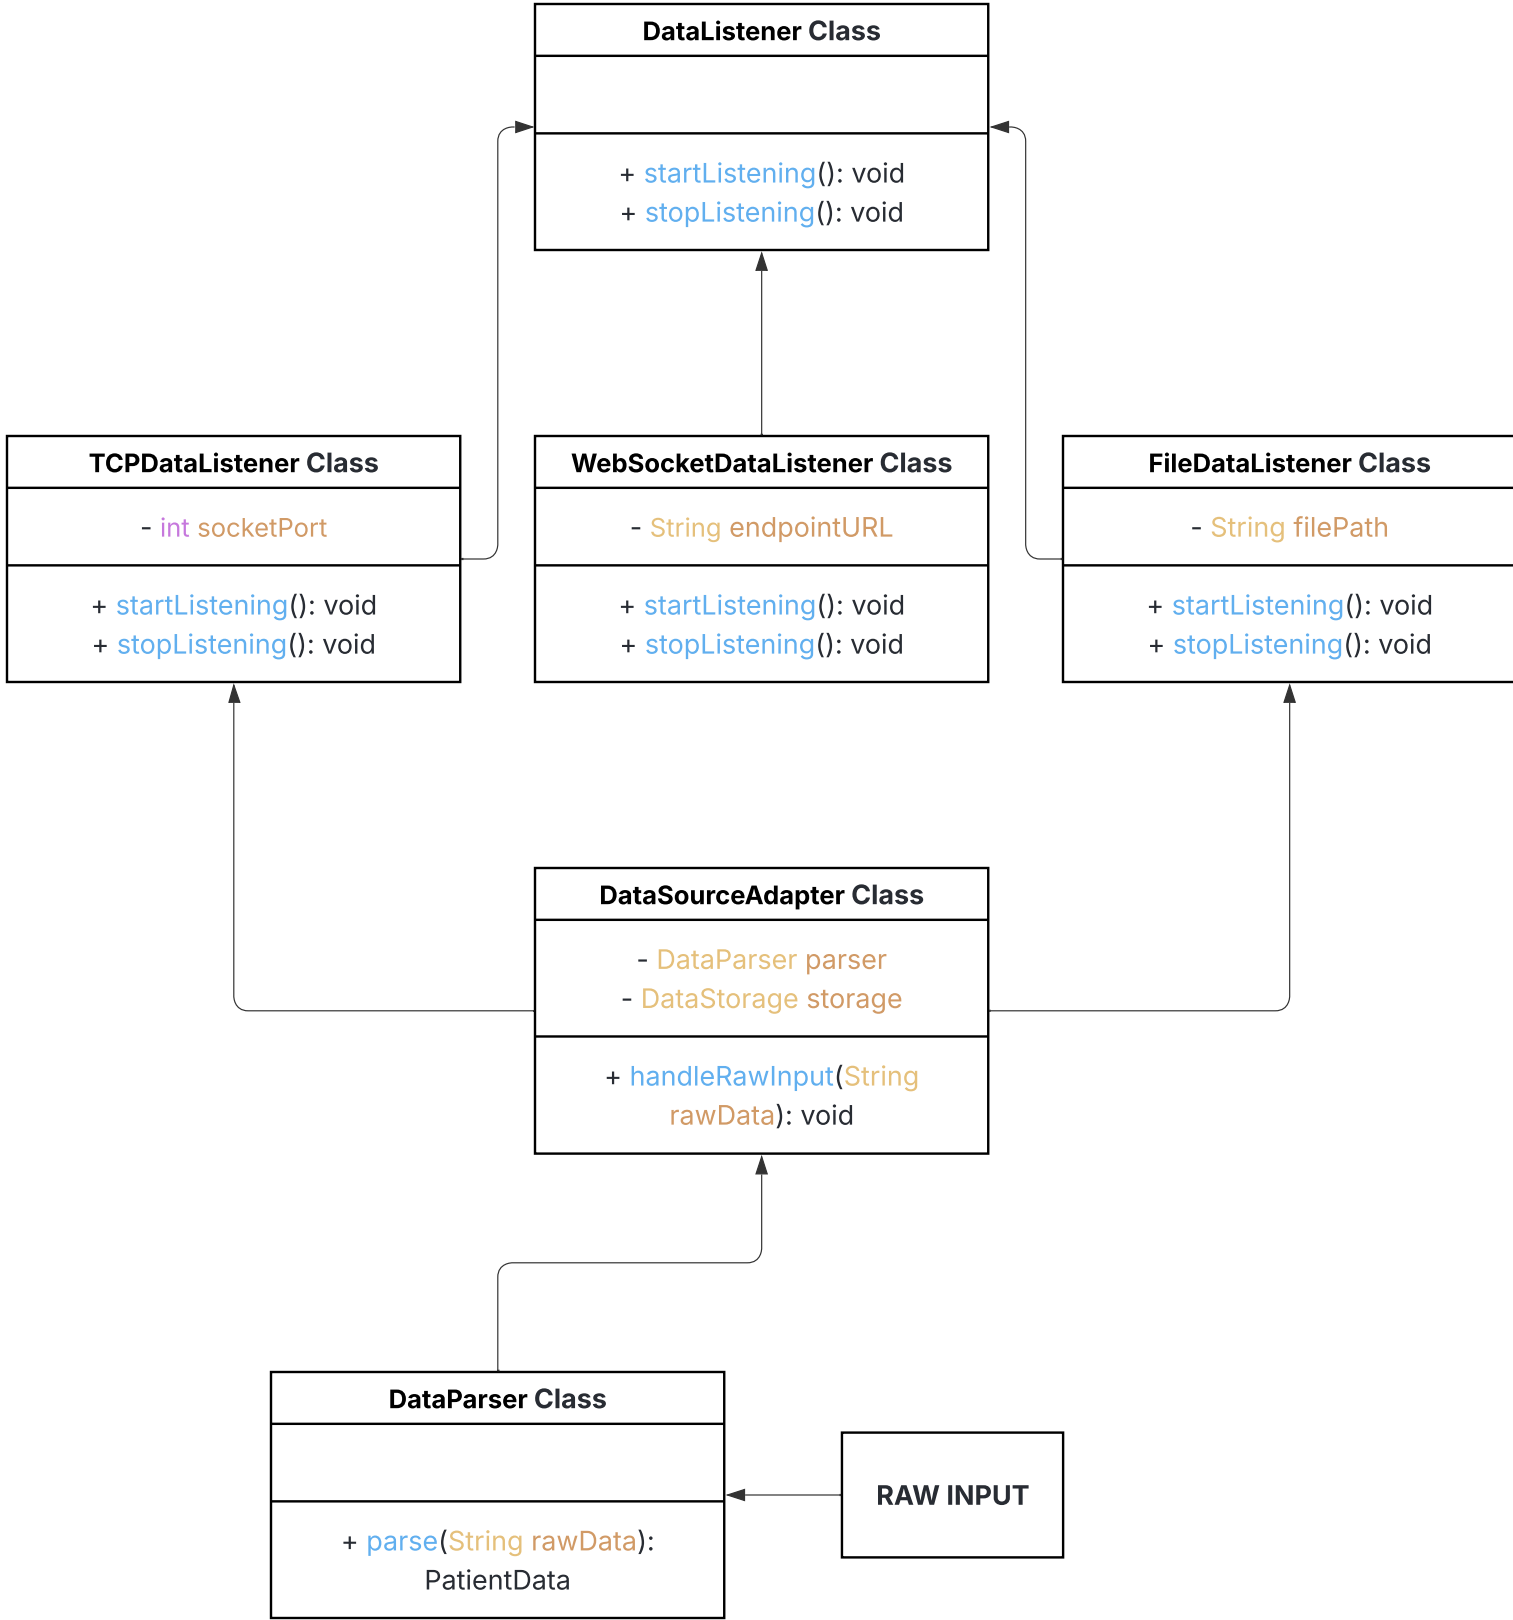 DataListener Class
+ startListening(): void
+ stopListening(): void
TCPDataListener Class
- int socketPort
+ startListening(): void
+ stopListening(): void
WebSocketDataListener Class
- String endpointURL
+ startListening(): void
+ stopListening(): void
FileDataListener Class
- String filePath
+ startListening(): void
+ stopListening(): void
DataSourceAdapter Class
- DataParser parser
- DataStorage storage
+ handleRawInput(String
rawData): void
DataParser Class
+ parse(String rawData):
PatientData
RAW INPUT